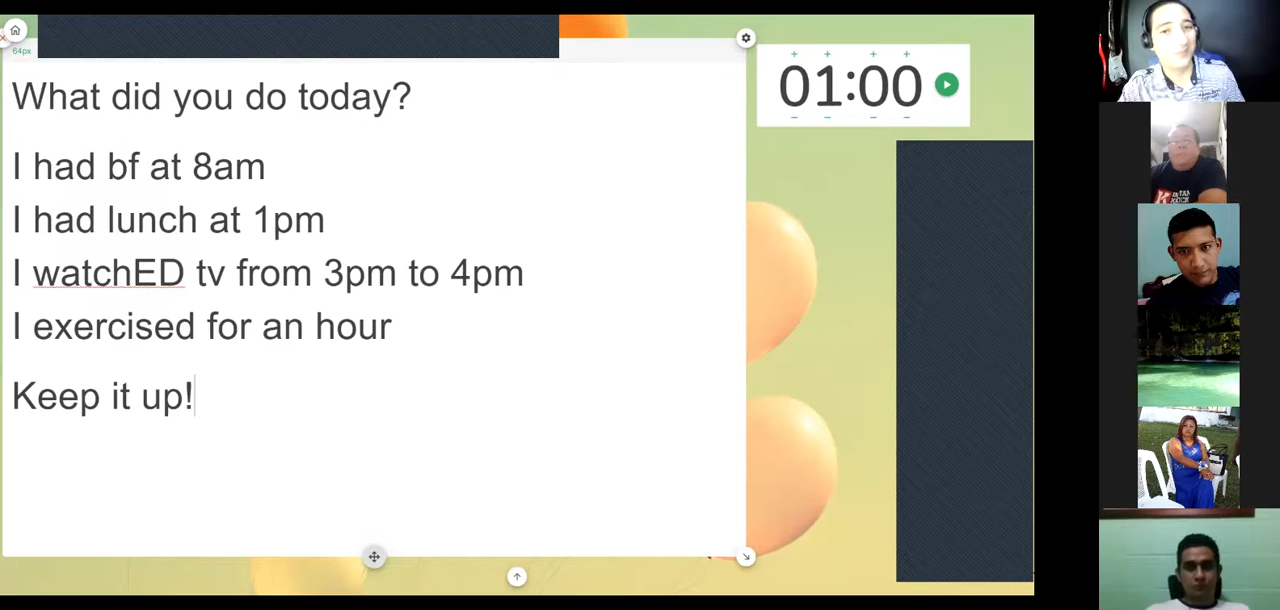 64px
What did you do today?
I had bf at 8am
I had lunch at 1pm
I watchED tv from 3pm to 4pm
I exercised for an hour
Keep it up!
01:00